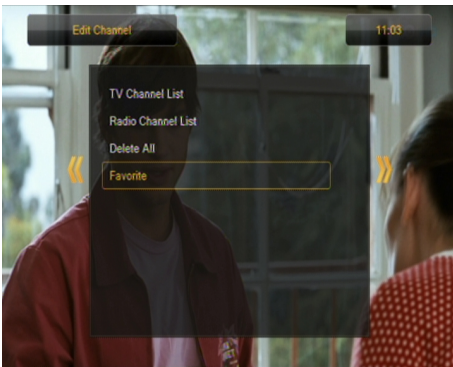 Edit Channel
11:03
TV Channel List
Radio Channel List
Delete All
Favorite